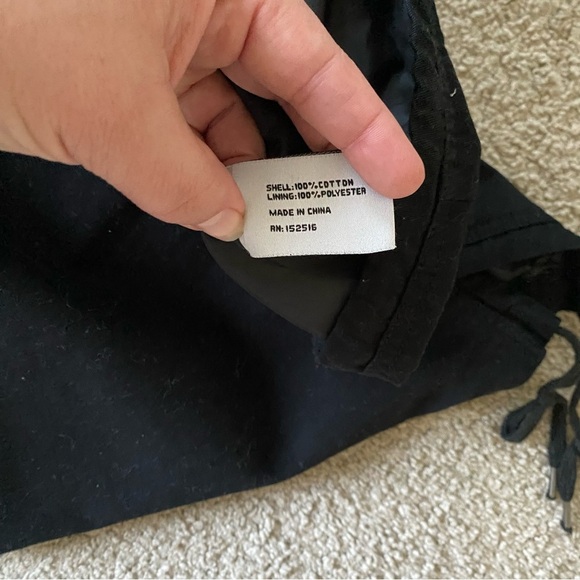 SHELL:100%COTTON
LINING:100%POLYESTER
MADE IN CHINA
RN:152516